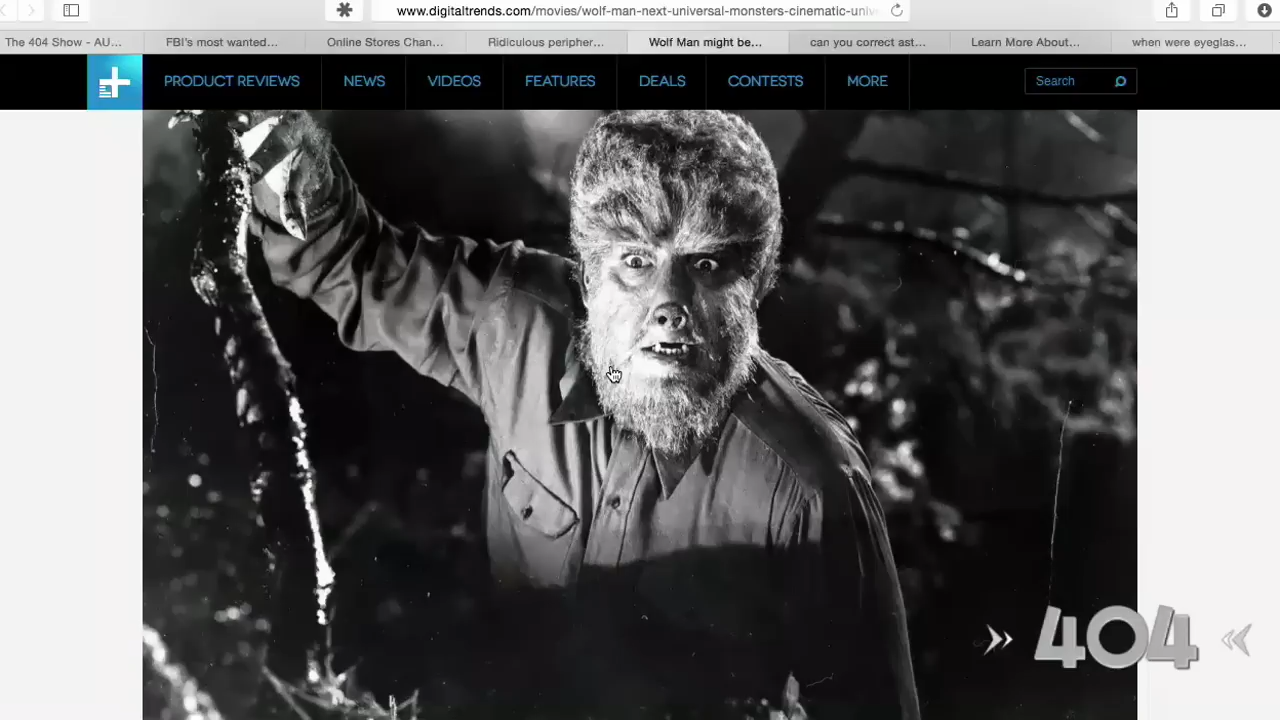 www.digitaltrends.com/movies/wolf-man-next-universal-monsters-cinematic-univ
The 404 Show - AU...
FBI's most wanted...
Online Stores Chan...
Ridiculous peripher...
Wolf Man might be...
can you correct ast...
Learn More About...
when were eyeglas...
PRODUCT REVIEWS
NEWS
VIDEOS
FEATURES
DEALS
CONTESTS
MORE
Search
404